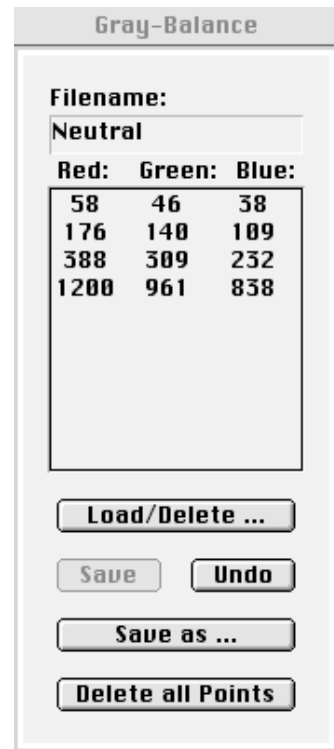 Gray-Balance
Filename:
Neutral
Red: Green: Blue:
58 46 38
176 140 109
388 309 232
1200 961 838
Load/Delete ...
Save Undo
Save as ...
Delete all Points